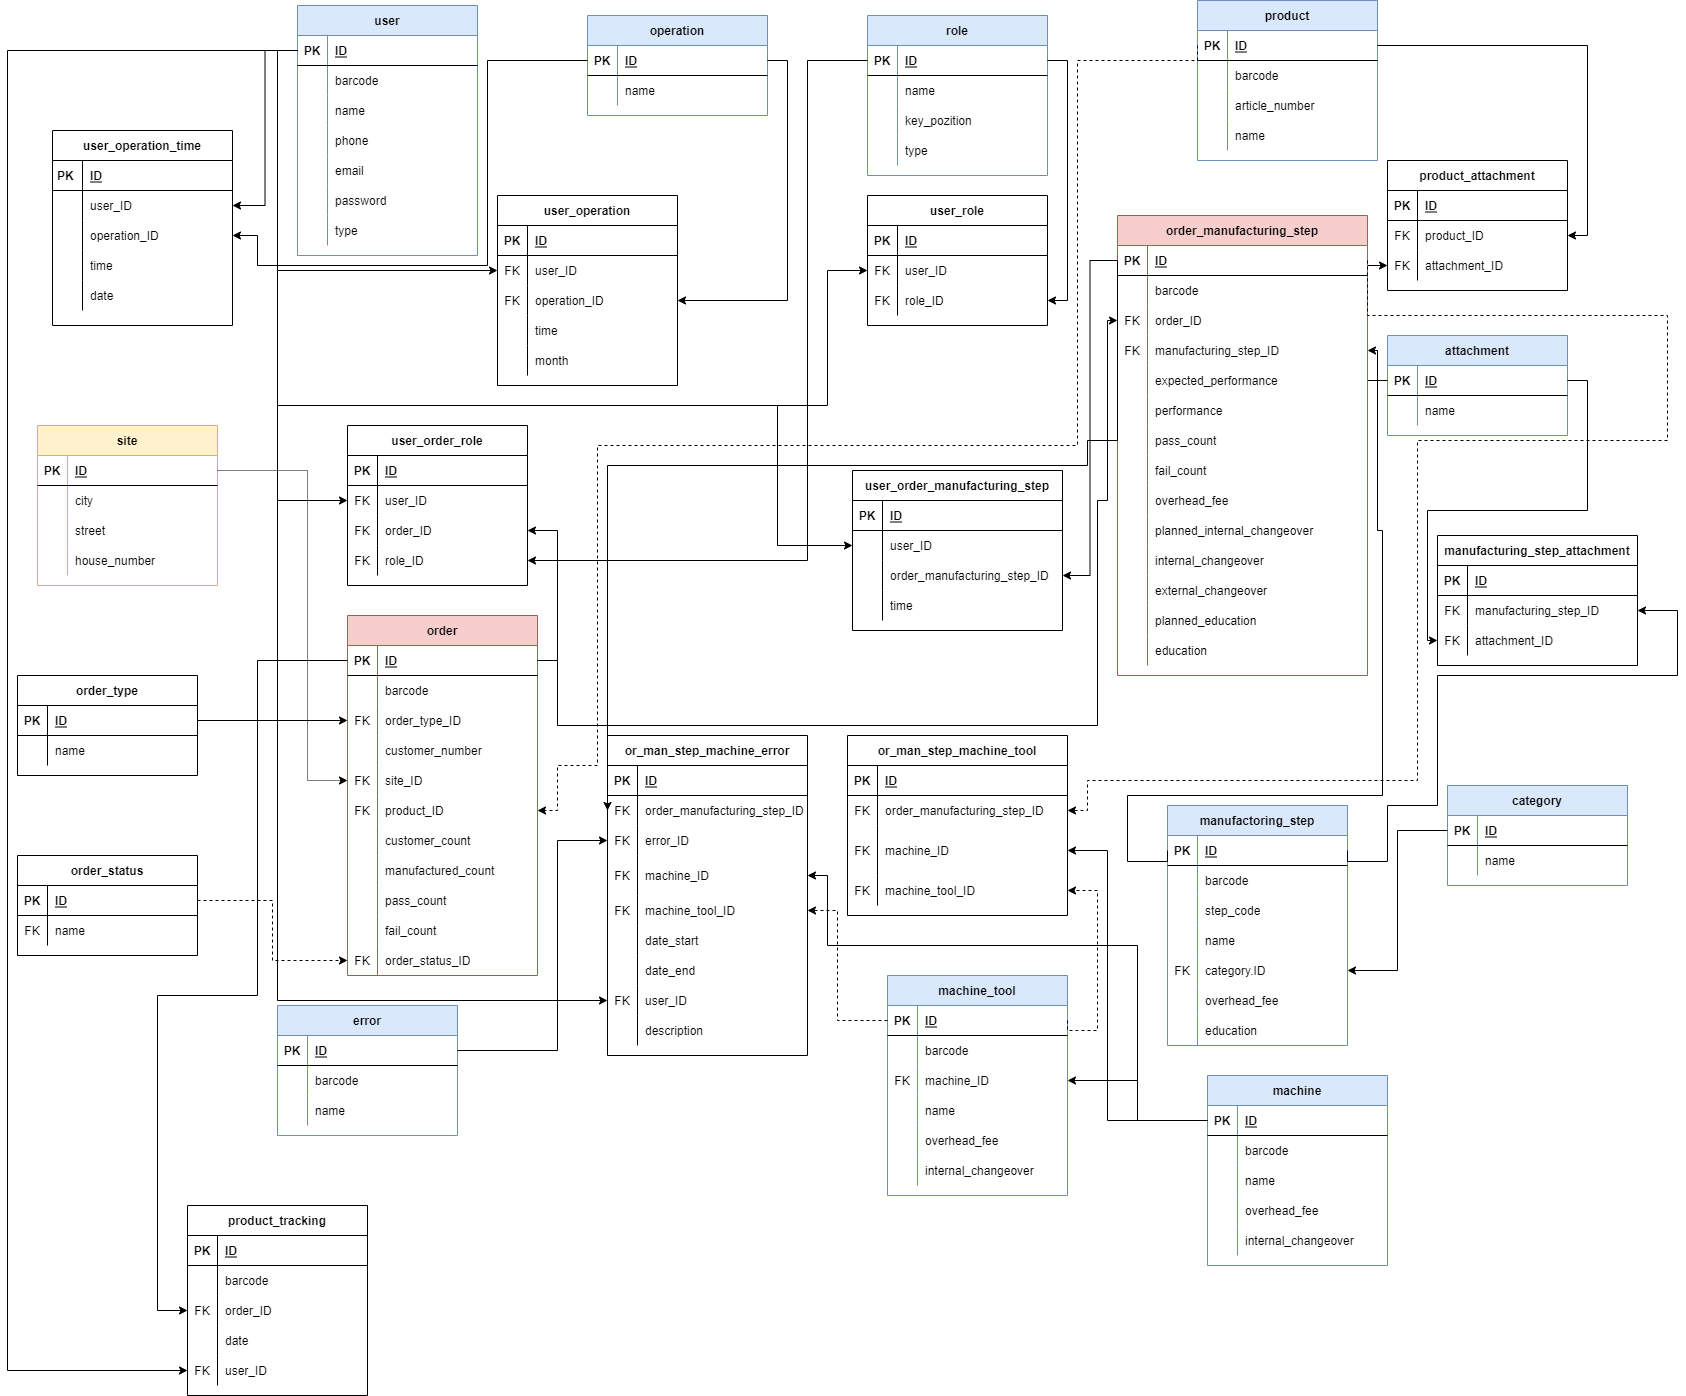 user
PK ID
barcode
name
phone
email
password
type
operation
PK ID
name
role
PK ID
name
key_pozition
type
product
PK ID
barcode
article_number
name
user_operation_time
PK ID
user_ID
operation_ID
time
date
user_operation
PK ID
FK user_ID
FK operation_ID
time
month
user_role
PK ID
FK user_ID
FK role_ID
order_manufacturing_step
PK ID
barcode
FK order_ID
FK manufacturing_step_ID
expected_performance
performance
pass_count
fail_count
overhead_fee
planned_internal_changeover
internal_changeover
external_changeover
planned_education
education
product_attachment
PK ID
FK product_ID
FK attachment_ID
attachment
PK ID
name
site
PK ID
city
street
house_number
user_order_role
PK ID
FK user_ID
FK order_ID
FK role_ID
user_order_manufacturing_step
PK ID
user_ID
order_manufacturing_step_ID
time
manufacturing_step_attachment
PK ID
FK manufacturing_step_ID
FK attachment_ID
order_type
PK ID
name
order
PK ID
barcode
FK order_type_ID
customer_number
FK site_ID
FK product_ID
customer_count
manufactured_count
pass_count
fail_count
FK order_status_ID
order_status
PK ID
FK name
or_man_step_machine_error
PK ID
FK order_manufacturing_step_ID
FK error_ID
FK machine_ID
FK machine_tool_ID
date_start
date_end
FK user_ID
description
or_man_step_machine_tool
PK ID
FK order_manufacturing_step_ID
FK machine_ID
FK machine_tool_ID
manufactoring_step
PK ID
barcode
step_code
name
FK category.ID
overhead_fee
education
category
PK ID
name
error
PK ID
barcode
name
machine_tool
PK ID
barcode
FK machine_ID
name
overhead_fee
internal_changeover
machine
PK ID
barcode
name
overhead_fee
internal_changeover
product_tracking
PK ID
barcode
FK order_ID
date
FK user_ID